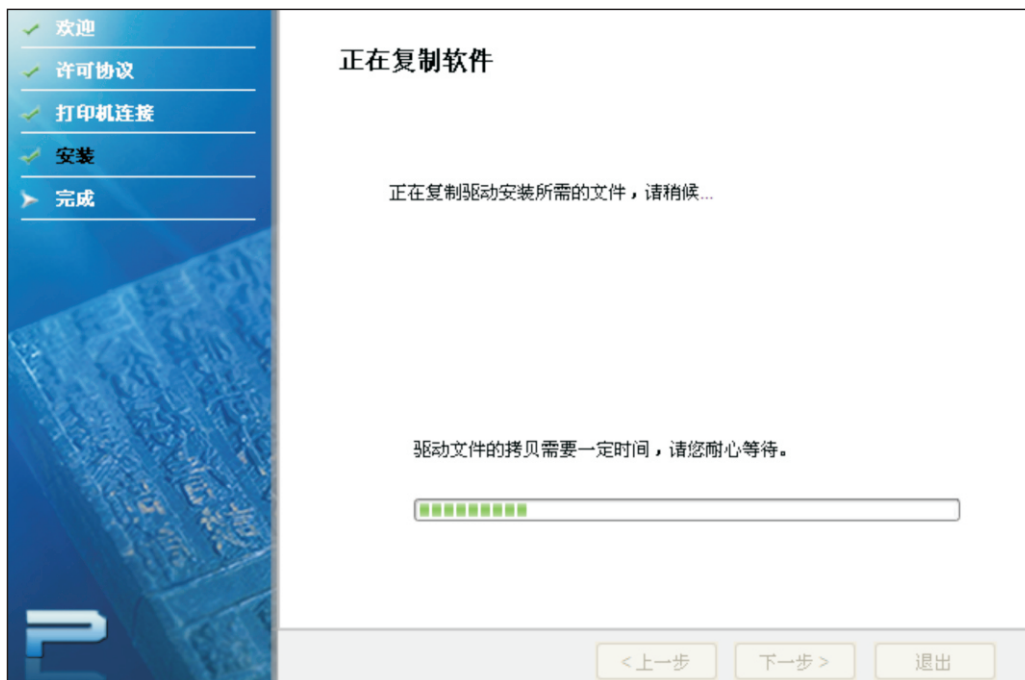 欢迎
许可协议
打印机连接
安装
完成
正在复制软件
正在复制驱动安装所需的文件，请稍候...
驱动文件的拷贝需要一定时间，请您耐心等待。
<上一步
下一步>
退出